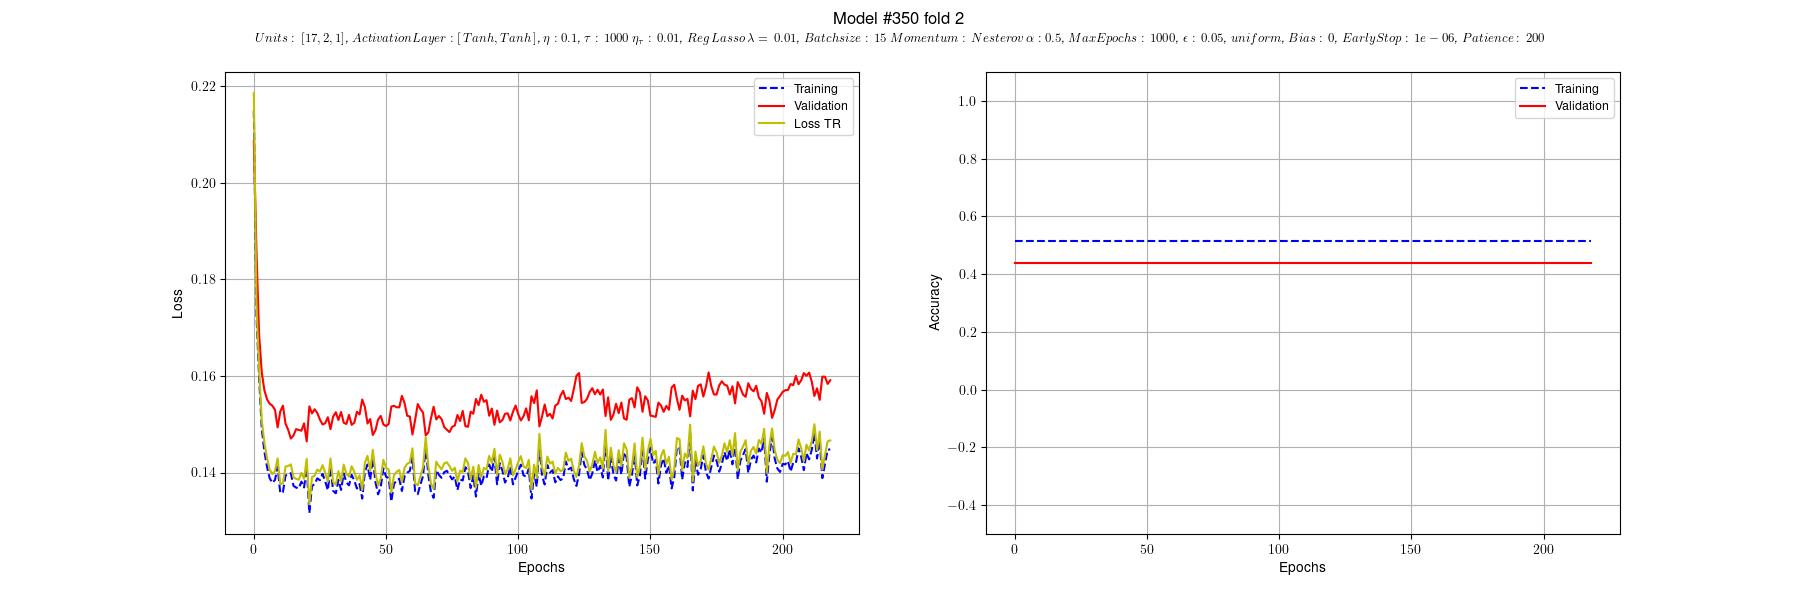 Model #350 fold 2
Units : [17, 2, 1], ActivationLayer : [Tanh, Tanh], η : 0.1, τ : 1000 ητ : 0.01, Reg Lasso λ = 0.01, Batchsize : 15 Momentum : Nesterov α : 0.5, MaxEpochs : 1000, ϵ : 0.05, uniform, Bias : 0, EarlyStop : 1e − 06, Patience : 200
Loss
0.22
0.20
0.18
0.16
0.14
Training
Validation
Loss TR
0 50 100 150 200
Epochs
Accuracy
1.0
0.8
0.6
0.4
0.2
0.0
−0.2
−0.4
Training
Validation
0 50 100 150 200
Epochs